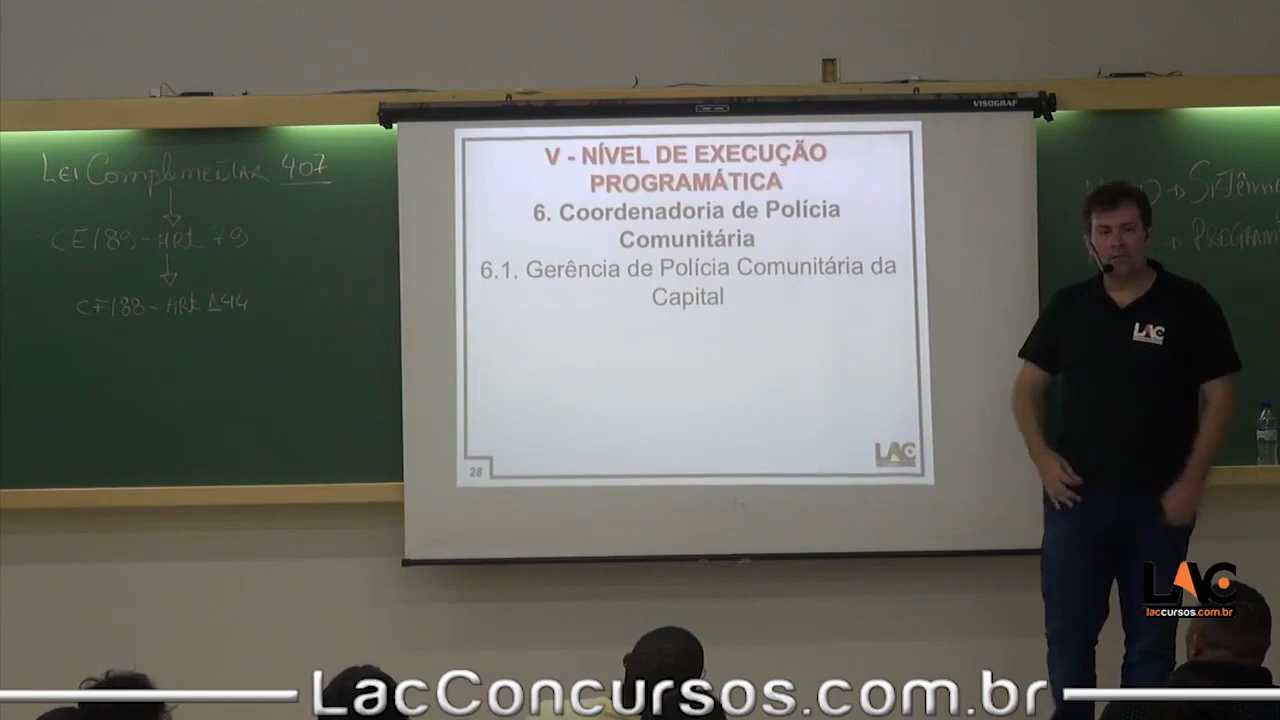 VISOGRAF
LEI COMPLEMENTAR 407
CE/89 - ARt 79
CF/88 - ARt 144
V - NÍVEL DE EXECUÇÃO
PROGRAMÁTICA
6. Coordenadoria de Polícia
Comunitária
6.1. Gerência de Polícia Comunitária da
Capital
28
LAC
LAC
LAC
laccursos.com.br
LacConcursos.com.br